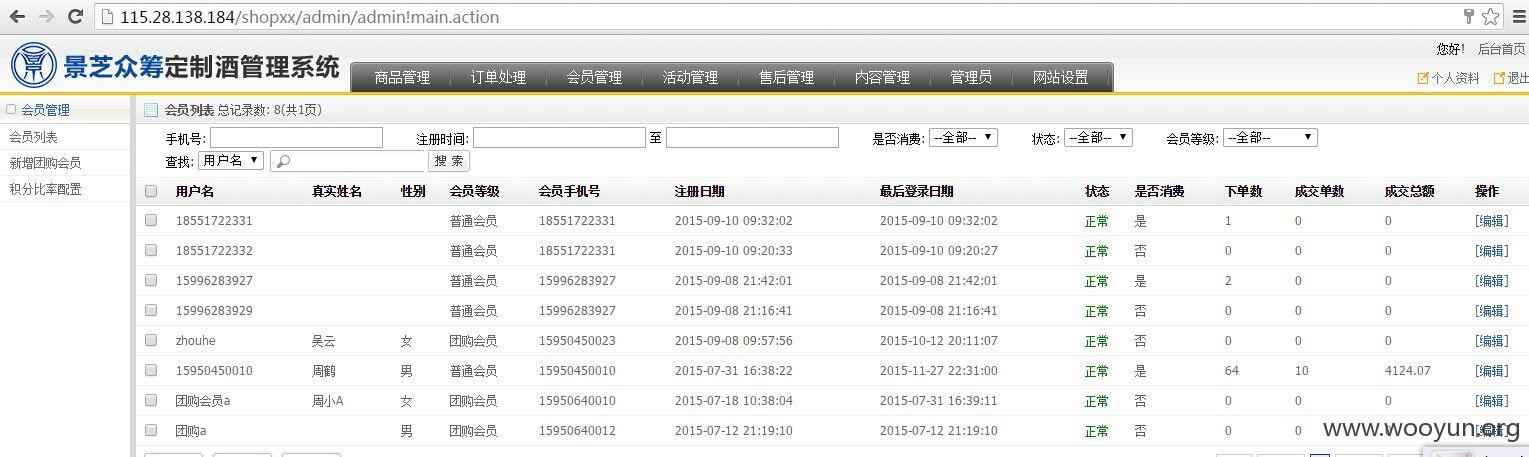 115.28.138.184/shopxx/admin/admin!main.action
景芝众筹定制酒管理系统
您好! 后台首页
商品管理 订单处理 会员管理 活动管理 售后管理 内容管理 管理员 网站设置
个人资料 退出
会员管理
会员列表
新增团购会员
积分比率配置
会员列表 总记录数: 8(共1页)
手机号: 注册时间: 至 是否消费: --全部-- 状态: --全部-- 会员等级: --全部--
查找: 用户名 搜 索
用户名 真实姓名 性别 会员等级 会员手机号 注册日期 最后登录日期 状态 是否消费 下单数 成交单数 成交总额 操作
18551722331 普通会员 18551722331 2015-09-10 09:32:02 2015-09-10 09:32:02 正常 是 1 0 0 [编辑]
18551722332 普通会员 18551722331 2015-09-10 09:20:33 2015-09-10 09:20:27 正常 否 0 0 0 [编辑]
15996283927 普通会员 15996283927 2015-09-08 21:42:01 2015-09-08 21:42:01 正常 是 2 0 0 [编辑]
15996283929 普通会员 15996283927 2015-09-08 21:16:41 2015-09-08 21:16:41 正常 否 0 0 0 [编辑]
zhouhe 吴云 女 团购会员 15950450023 2015-09-08 09:57:56 2015-10-12 20:11:07 正常 否 0 0 0 [编辑]
15950450010 周鹤 男 普通会员 15950450010 2015-07-31 16:38:22 2015-11-27 22:31:00 正常 是 64 10 4124.07 [编辑]
团购会员a 周小A 女 团购会员 15950640010 2015-07-18 10:38:04 2015-07-31 16:39:11 正常 否 0 0 0 [编辑]
团购a 男 团购会员 15950640012 2015-07-12 21:19:10 2015-07-12 21:19:10 正常 否 0 0 0 [编辑]
www.wooyun.org